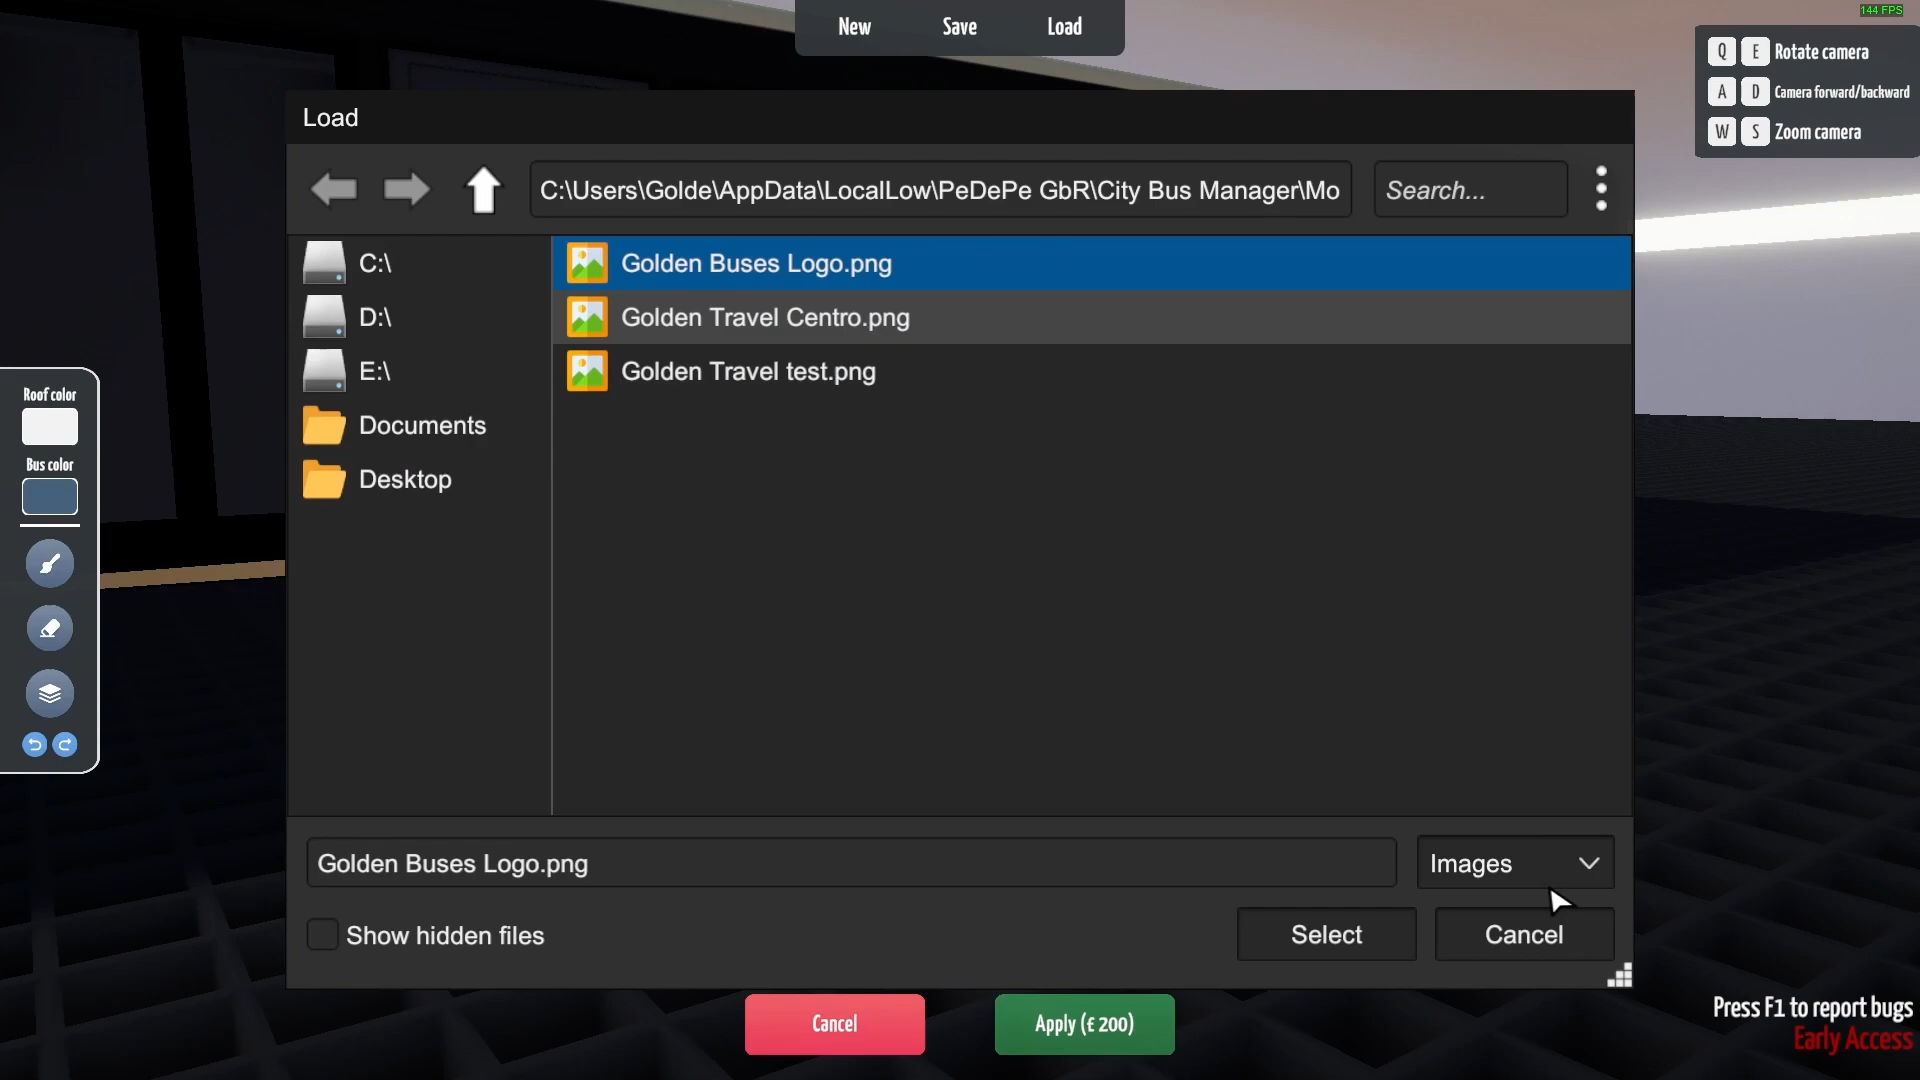 New Save Load
144 FPS
Q E Rotate camera
A D Camera forward/backward
W S Zoom camera
Load
C:\Users\Golde\AppData\LocalLow\PeDePe GbR\City Bus Manager\Mo
Search...
C:\
D:\
E:\
Documents
Desktop
Golden Buses Logo.png
Golden Travel Centro.png
Golden Travel test.png
Roof color
Bus color
Golden Buses Logo.png
Images
Show hidden files
Select
Cancel
Cancel
Apply (£ 200)
Press F1 to report bugs
Early Access